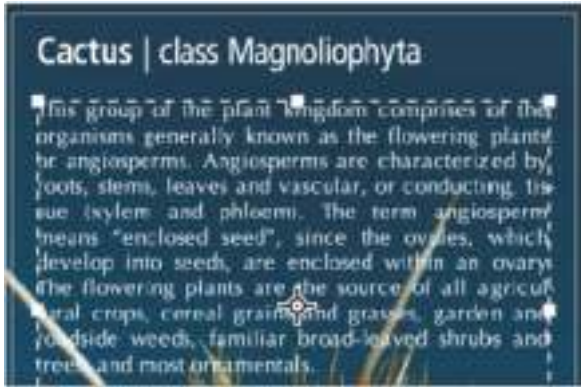 Cactus | class Magnoliophyta
This group of the plant kingdom comprises of the
organisms generally known as the flowering plants
or angiosperms. Angiosperms are characterized by
roots, stems, leaves and vascular, or conducting, tis
sue (xylem and phloem). The term angiosperm
means "enclosed seed", since the ovules, which
develop into seeds, are enclosed within an ovary.
The flowering plants are the source of all agricul
tural crops, cereal grains and grasses, garden and
roadside weeds, familiar broad-leaved shrubs and
trees, and most ornamentals.